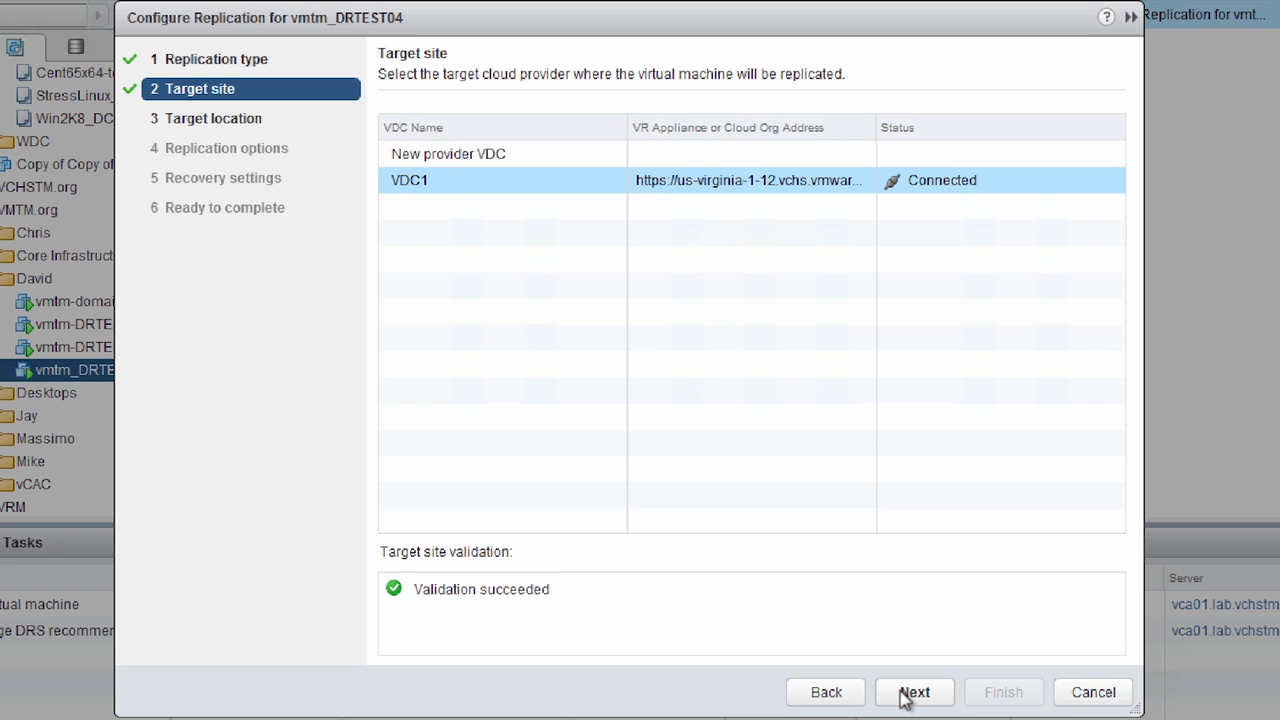 Configure Replication for vmtm_DRTEST04
?
Replication for vmt...
Cent65x64-t
StressLinux_
Win2K8_DC
WDC
Copy of Copy of
VCHSTM.org
VMTM.org
Chris
Core Infrastruct
David
vmtm-domai
vmtm-DRTE
vmtm-DRTE
vmtm_DRTE
Desktops
Jay
Massimo
Mike
vCAC
VRM
Tasks
tual machine
ge DRS recommen
1 Replication type
2 Target site
3 Target location
4 Replication options
5 Recovery settings
6 Ready to complete
Target site
Select the target cloud provider where the virtual machine will be replicated.
VDC Name VR Appliance or Cloud Org Address Status
New provider VDC
VDC1 https://us-virginia-1-12.vchs.vmwar... Connected
Target site validation:
Validation succeeded
Back Next Finish Cancel
Server
vca01.lab.vchstm
vca01.lab.vchstm